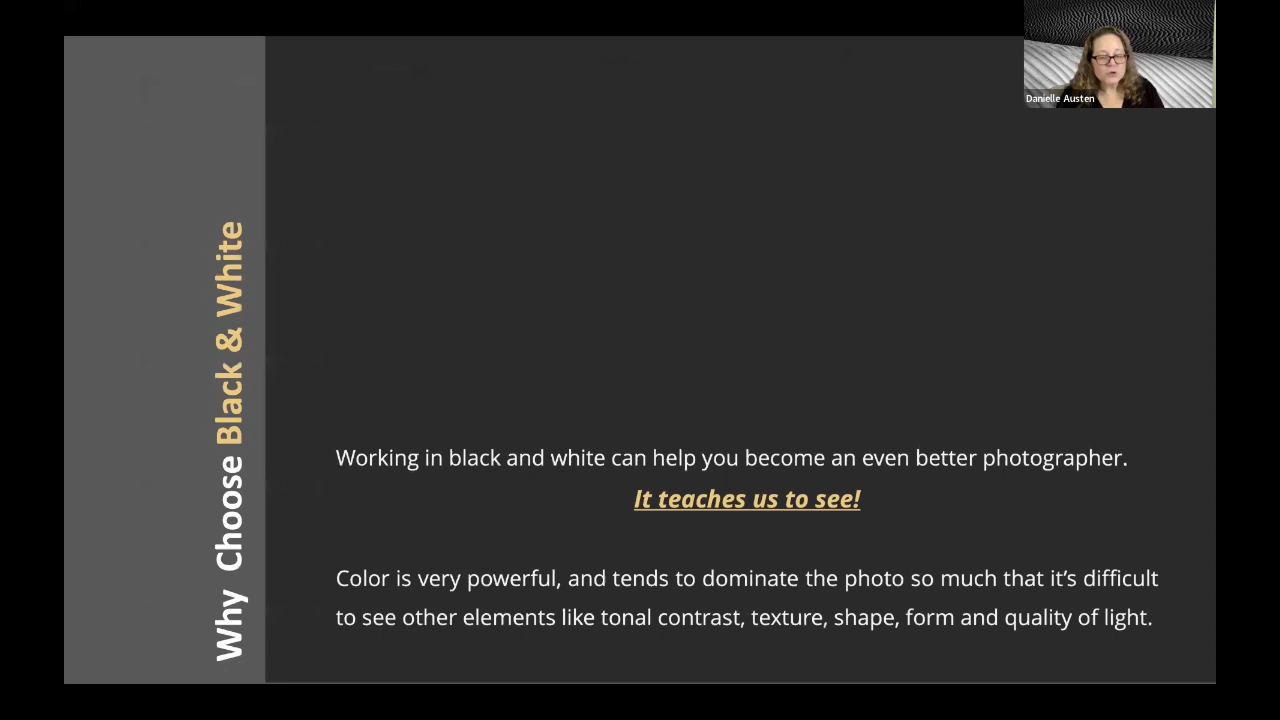 Danielle Austen
Why Choose Black & White
Working in black and white can help you become an even better photographer.
It teaches us to see!
Color is very powerful, and tends to dominate the photo so much that it’s difficult
to see other elements like tonal contrast, texture, shape, form and quality of light.